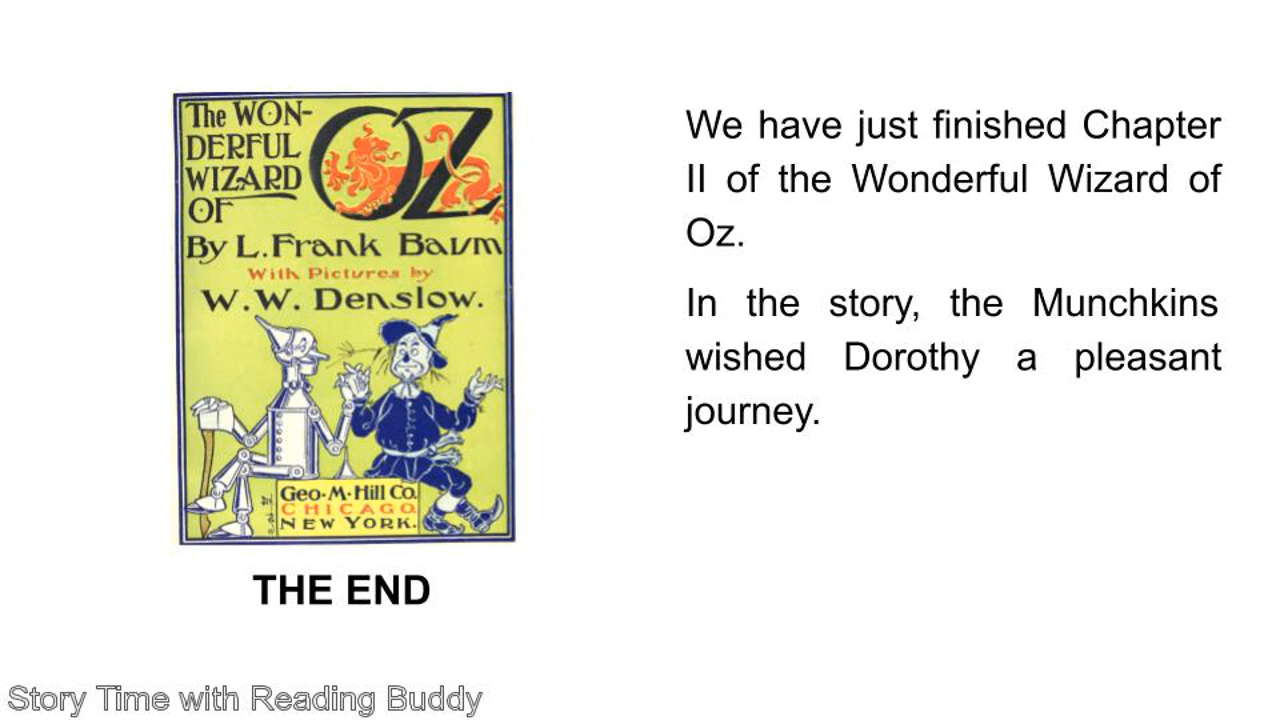 The WON-
DERFUL
WIZARD
OF
OZ
By L. Frank Baum
With Pictures by
W. W. Denslow.
Geo. M. Hill Co.
CHICAGO.
NEW YORK.
THE END
We have just finished Chapter
II of the Wonderful Wizard of
Oz.
In the story, the Munchkins
wished Dorothy a pleasant
journey.
Story Time with Reading Buddy